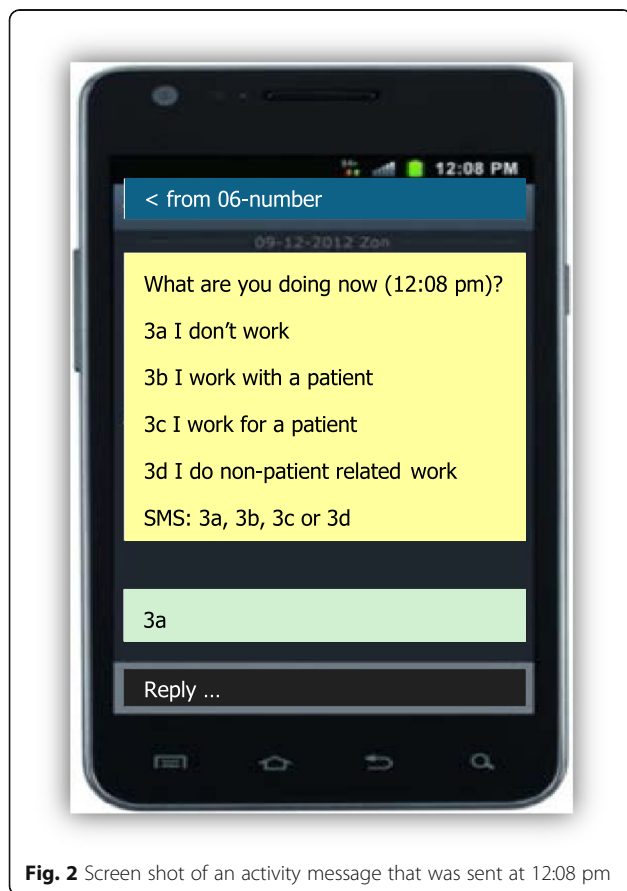 12:08 PM
< from 06-number
09-12-2012 Zon
What are you doing now (12:08 pm)?
3a I don't work
3b I work with a patient
3c I work for a patient
3d I do non-patient related work
SMS: 3a, 3b, 3c or 3d
3a
Reply ...
Fig. 2 Screen shot of an activity message that was sent at 12:08 pm